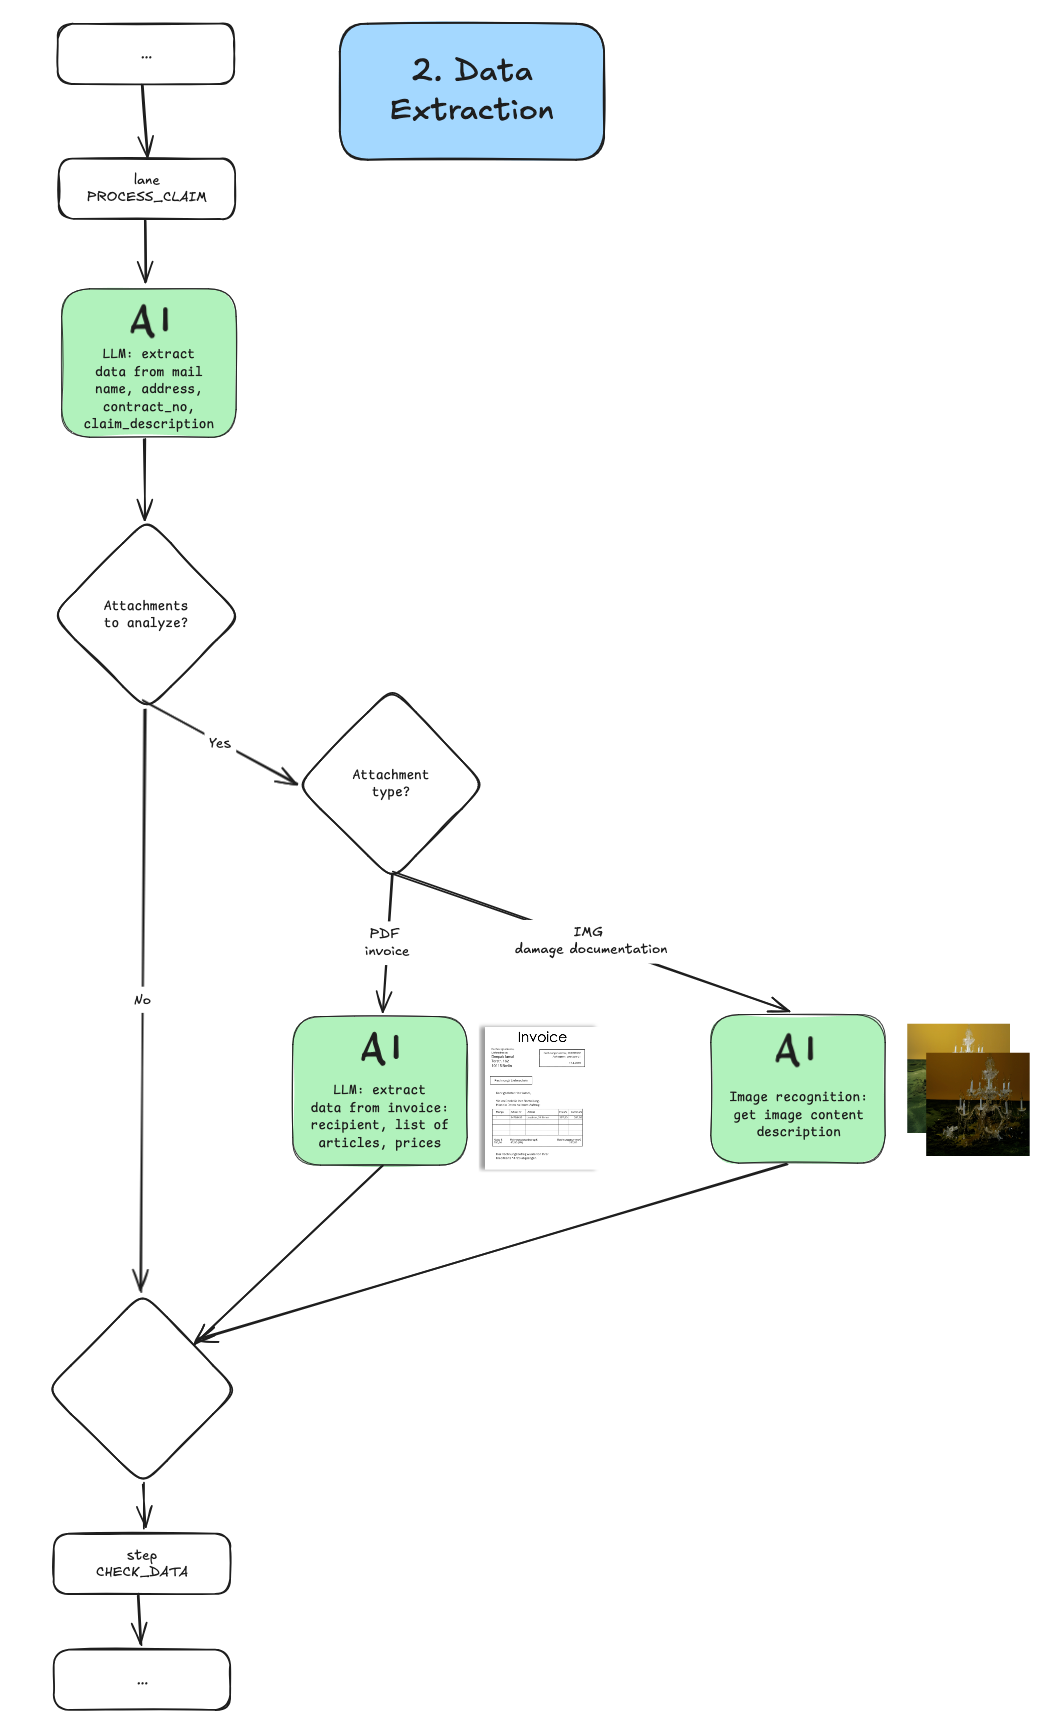 ...
2. Data
Extraction
lane
PROCESS_CLAIM
AI
LLM: extract
data from mail
name, address,
contract_no,
claim_description
Attachments
to analyze?
Yes
Attachment
type?
PDF
invoice
IMG
damage documentation
No
AI
LLM: extract
data from invoice:
recipient, list of
articles, prices
Invoice
AI
Image recognition:
get image content
description
step
CHECK_DATA
...